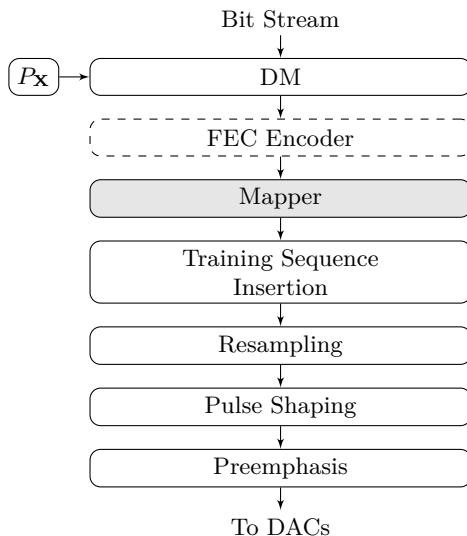 Bit Stream
P_X
DM
FEC Encoder
Mapper
Training Sequence
Insertion
Resampling
Pulse Shaping
Preemphasis
To DACs